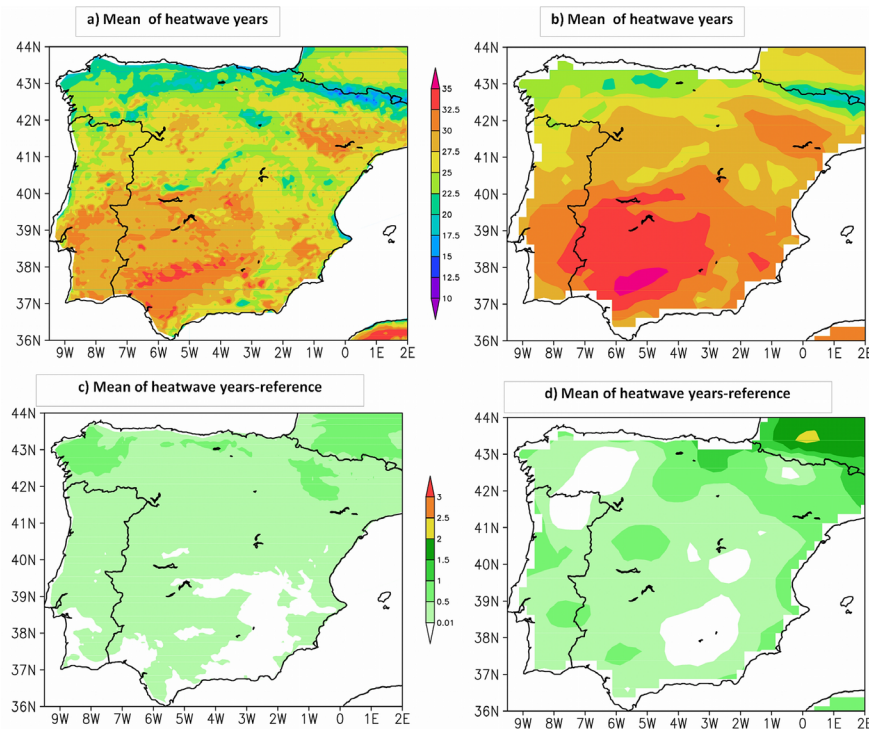 a) Mean of heatwave years
b) Mean of heatwave years
44N
43N
42N
41N
40N
39N
38N
37N
36N
9W 8W 7W 6W 5W 4W 3W 2W 1W 0 1E 2E
35
32.5
30
27.5
25
22.5
20
17.5
15
12.5
10
44N
43N
42N
41N
40N
39N
38N
37N
36N
9W 8W 7W 6W 5W 4W 3W 2W 1W 0 1E 2E
c) Mean of heatwave years-reference
d) Mean of heatwave years-reference
44N
43N
42N
41N
40N
39N
38N
37N
36N
9W 8W 7W 6W 5W 4W 3W 2W 1W 0 1E 2E
3
2.5
2
1.5
1
0.5
0.01
44N
43N
42N
41N
40N
39N
38N
37N
36N
9W 8W 7W 6W 5W 4W 3W 2W 1W 0 1E 2E